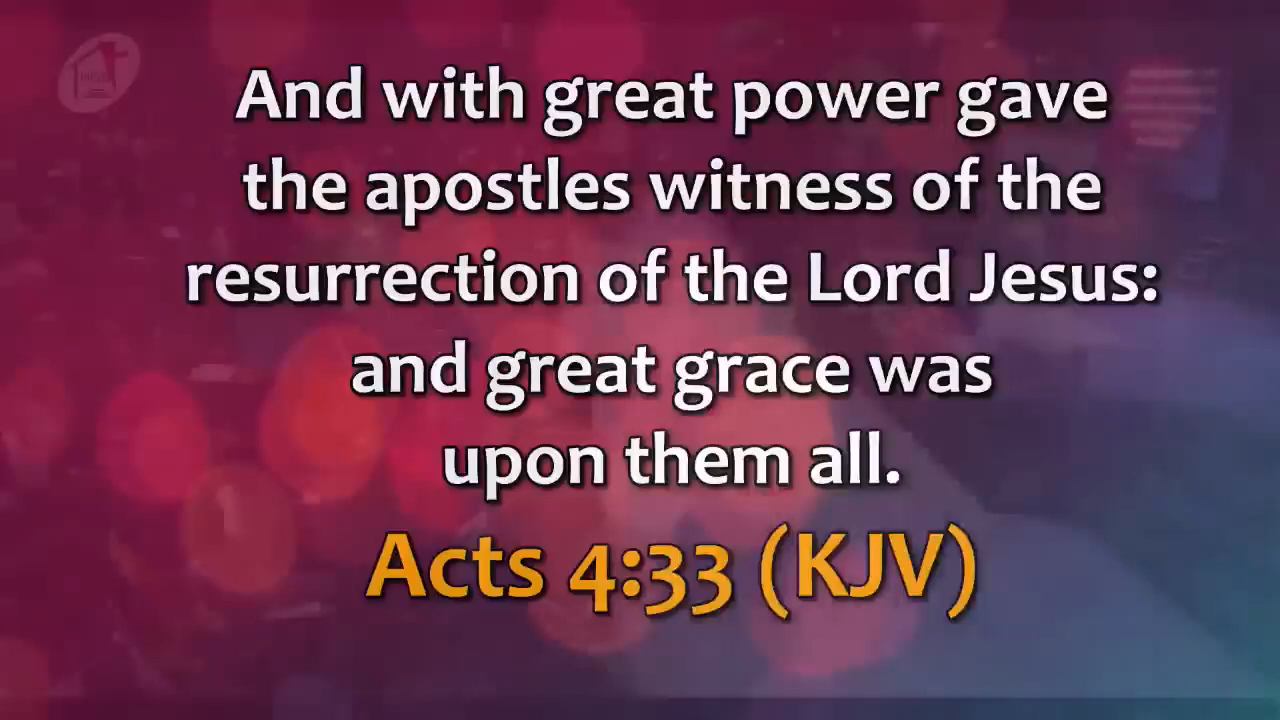 And with great power gave
the apostles witness of the
resurrection of the Lord Jesus:
and great grace was
upon them all.
Acts 4:33 (KJV)